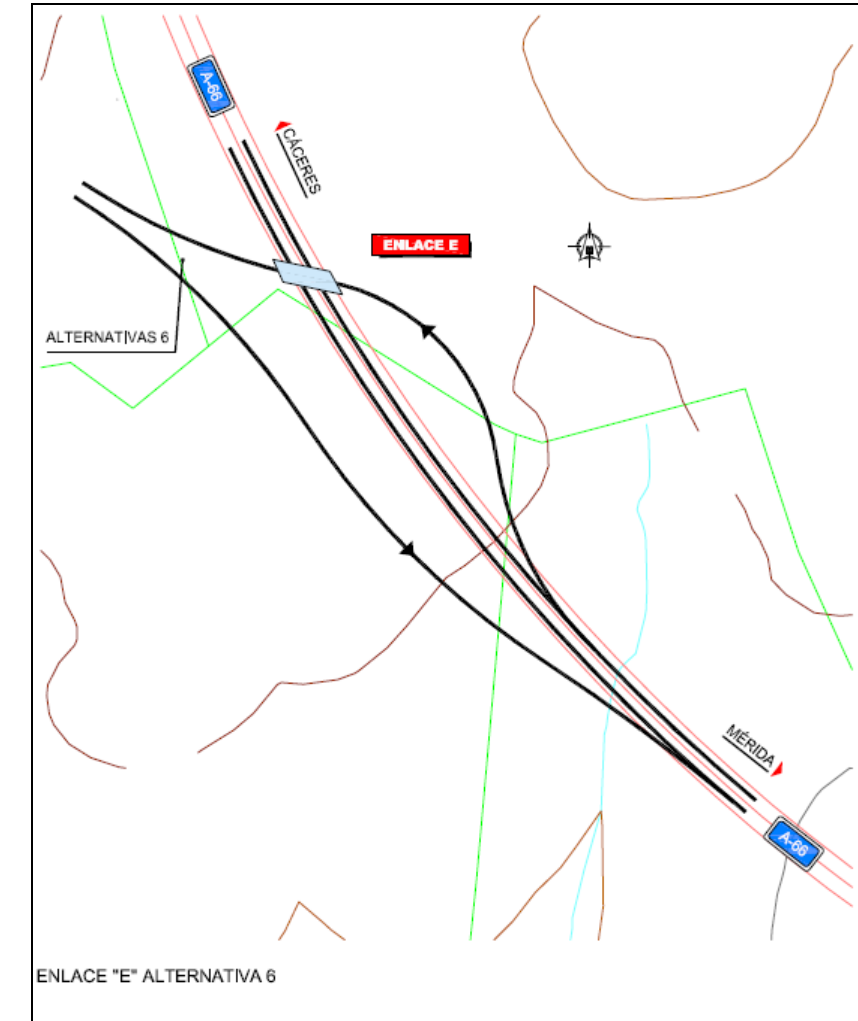 A-66
CÁCERES
ENLACE E
ALTERNATIVAS 6
MÉRIDA
A-66
ENLACE "E" ALTERNATIVA 6